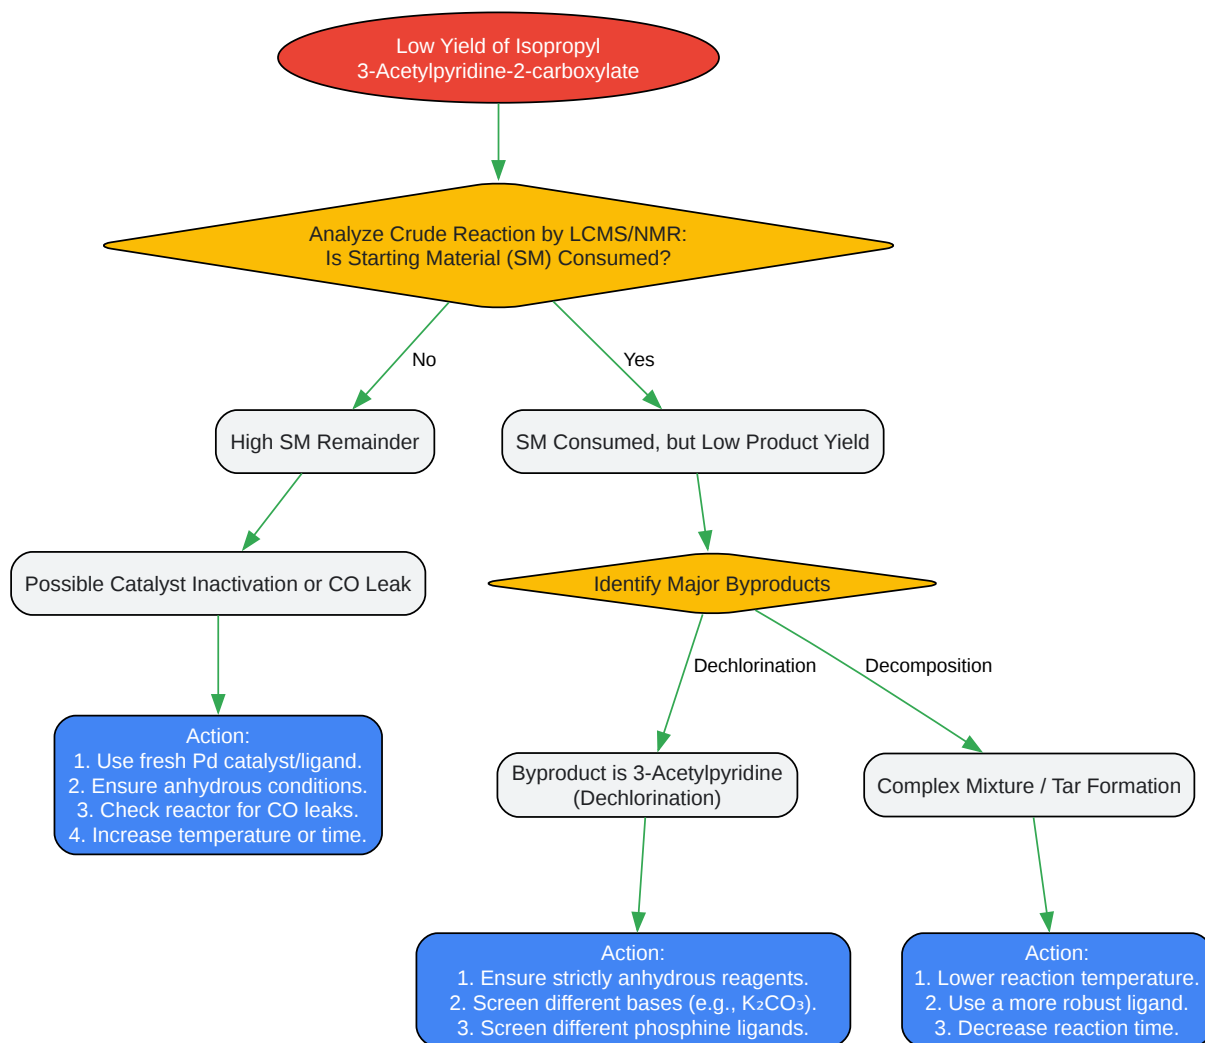 Low Yield of Isopropyl
3-Acetylpyridine-2-carboxylate
Analyze Crude Reaction by LCMS/NMR:
Is Starting Material (SM) Consumed?
No
Yes
High SM Remainder
SM Consumed, but Low Product Yield
Possible Catalyst Inactivation or CO Leak
Identify Major Byproducts
Dechlorination
Decomposition
Action:
1. Use fresh Pd catalyst/ligand.
2. Ensure anhydrous conditions.
3. Check reactor for CO leaks.
4. Increase temperature or time.
Byproduct is 3-Acetylpyridine
(Dechlorination)
Complex Mixture / Tar Formation
Action:
1. Ensure strictly anhydrous reagents.
2. Screen different bases (e.g., K₂CO₃).
3. Screen different phosphine ligands.
Action:
1. Lower reaction temperature.
2. Use a more robust ligand.
3. Decrease reaction time.